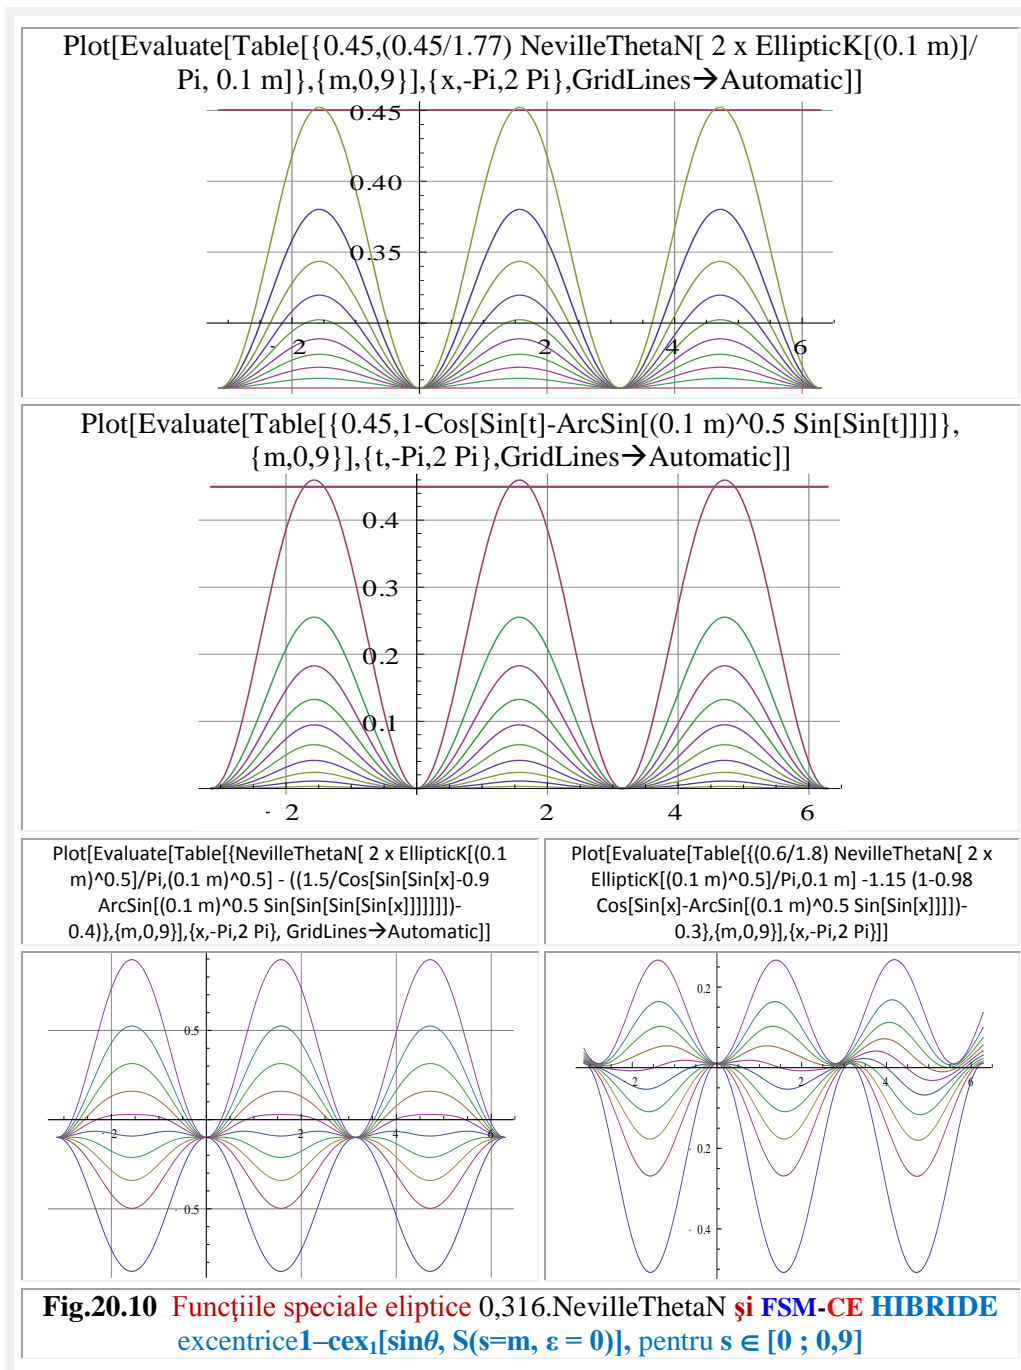 Plot[Evaluate[Table[{0.45,(0.45/1.77) NevilleThetaN[ 2 x EllipticK[(0.1 m)]/
Pi, 0.1 m]},{m,0,9}],{x,-Pi,2 Pi},GridLines→Automatic]]
0.45
0.40
0.35
- 2
2
4
6
Plot[Evaluate[Table[{0.45,1-Cos[Sin[t]-ArcSin[(0.1 m)^0.5 Sin[Sin[t]]]]},
{m,0,9}],{t,-Pi,2 Pi},GridLines→Automatic]]
0.4
0.3
0.2
0.1
- 2
2
4
6
Plot[Evaluate[Table[{NevilleThetaN[ 2 x EllipticK[(0.1
m)^0.5]/Pi,(0.1 m)^0.5] - ((1.5/Cos[Sin[Sin[x]-0.9
ArcSin[(0.1 m)^0.5 Sin[Sin[Sin[Sin[x]]]]]]])-
0.4)},{m,0,9}],{x,-Pi,2 Pi}, GridLines→Automatic]]
Plot[Evaluate[Table[{(0.6/1.8) NevilleThetaN[ 2 x
EllipticK[(0.1 m)^0.5]/Pi,0.1 m] -1.15 (1-0.98
Cos[Sin[x]-ArcSin[(0.1 m)^0.5 Sin[Sin[x]]]])-
0.3},{m,0,9}],{x,-Pi,2 Pi}]]
0.5
- 2
2
4
6
- 0.5
0.2
- 2
2
4
6
- 0.2
- 0.4
Fig.20.10 Funcţiile speciale eliptice 0,316.NevilleThetaN şi FSM-CE HIBRIDE
excentrice1–cex₁[sinθ, S(s=m, ε = 0)], pentru s ∈ [0 ; 0,9]